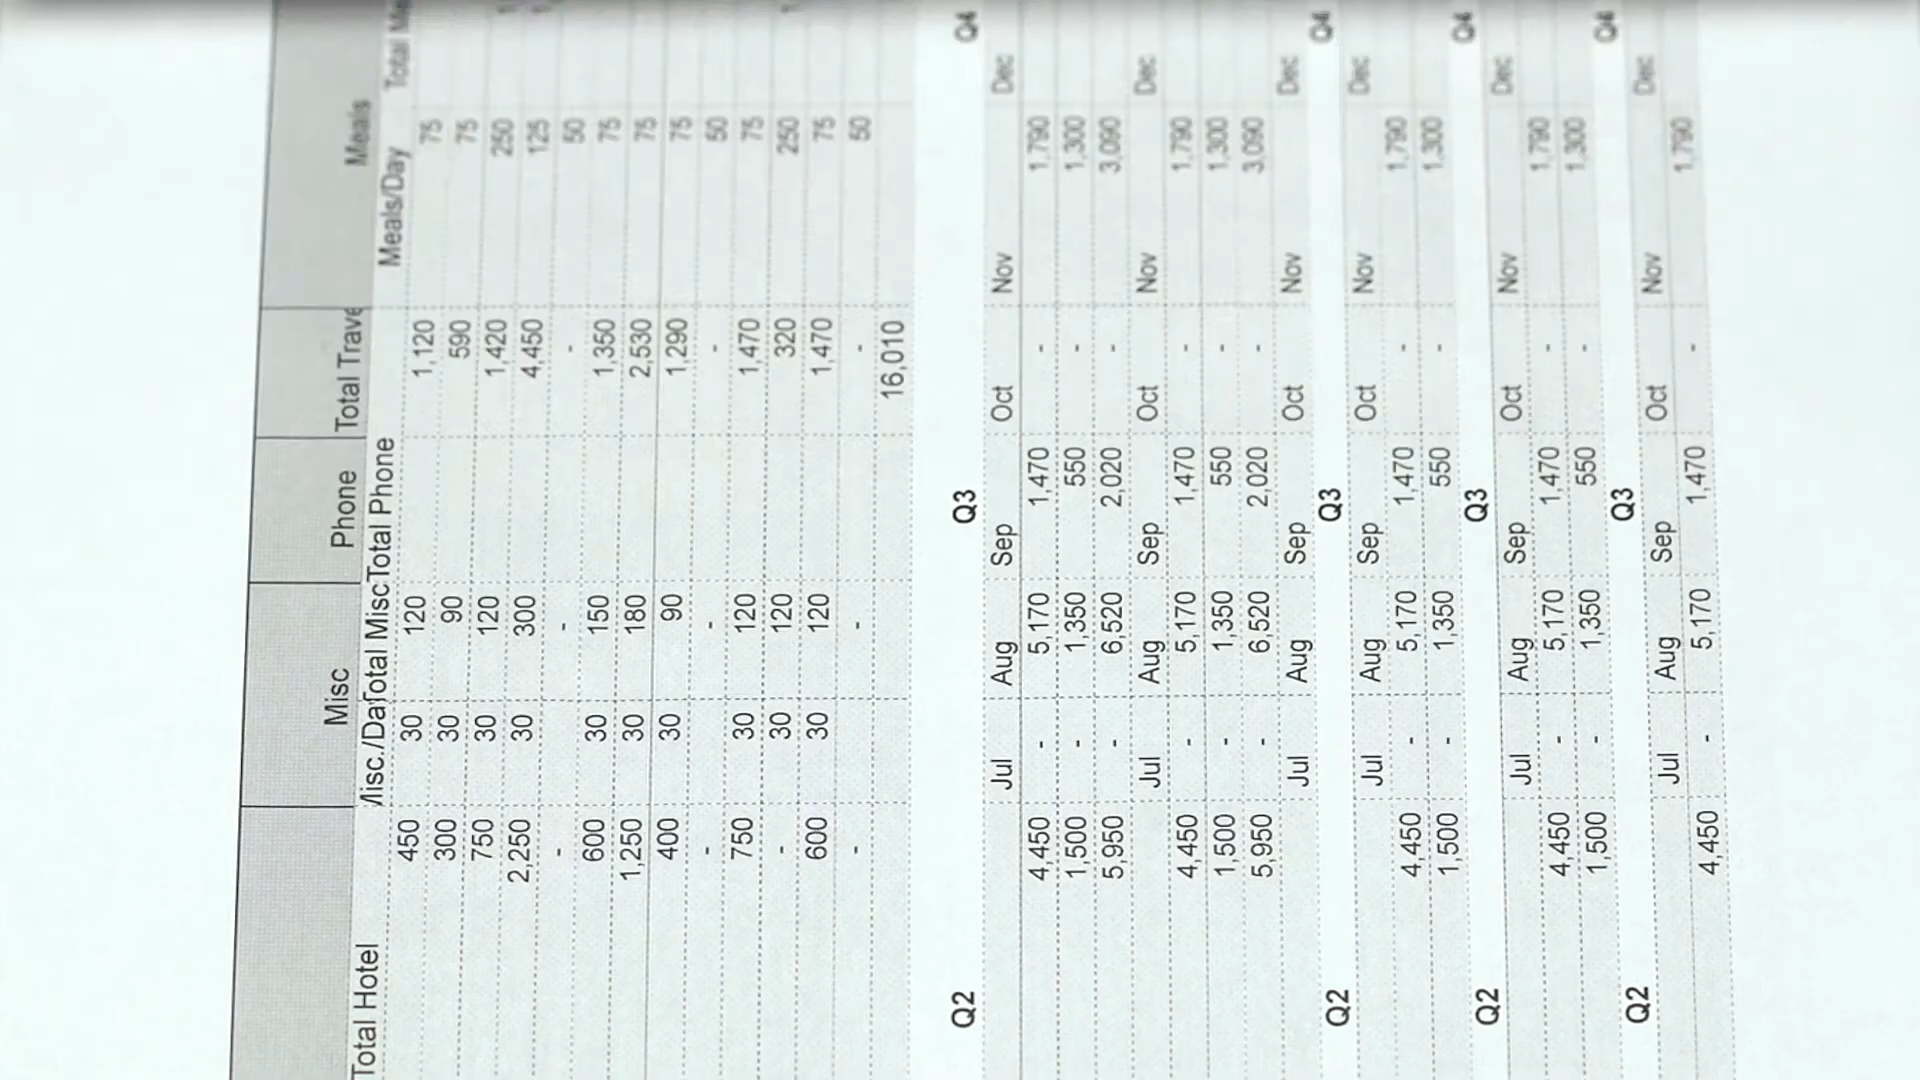 Misc Phone Total Trave Meals
Total Hotel Misc./Da Total Misc Total Phone Meals/Day
450 30 120 1,120 75
300 30 90 590 75
750 30 120 1,420 250
2,250 30 300 4,450 125
- - - 50
600 30 150 1,350 75
1,250 30 180 2,530 75
400 30 90 1,290 75
- - - 50
750 30 120 1,470 75
- 30 120 320 250
600 30 120 1,470 75
- - - 50
16,010
Q2 Q3 Q4
Jul Aug Sep Oct Nov Dec
4,450 - 5,170 1,470 - 1,790
1,500 - 1,350 550 - 1,300
5,950 - 6,520 2,020 - 3,090
Jul Aug Sep Oct Nov Dec
4,450 - 5,170 1,470 - 1,790
1,500 - 1,350 550 - 1,300
5,950 - 6,520 2,020 - 3,090
Jul Aug Sep Oct Nov Dec
Q2 Q3 Q4
Jul Aug Sep Oct Nov Dec
4,450 - 5,170 1,470 - 1,790
1,500 - 1,350 550 - 1,300
Q2 Q3 Q4
Jul Aug Sep Oct Nov Dec
4,450 - 5,170 1,470 - 1,790
1,500 - 1,350 550 - 1,300
Q2 Q3 Q4
Jul Aug Sep Oct Nov Dec
4,450 - 5,170 1,470 - 1,790